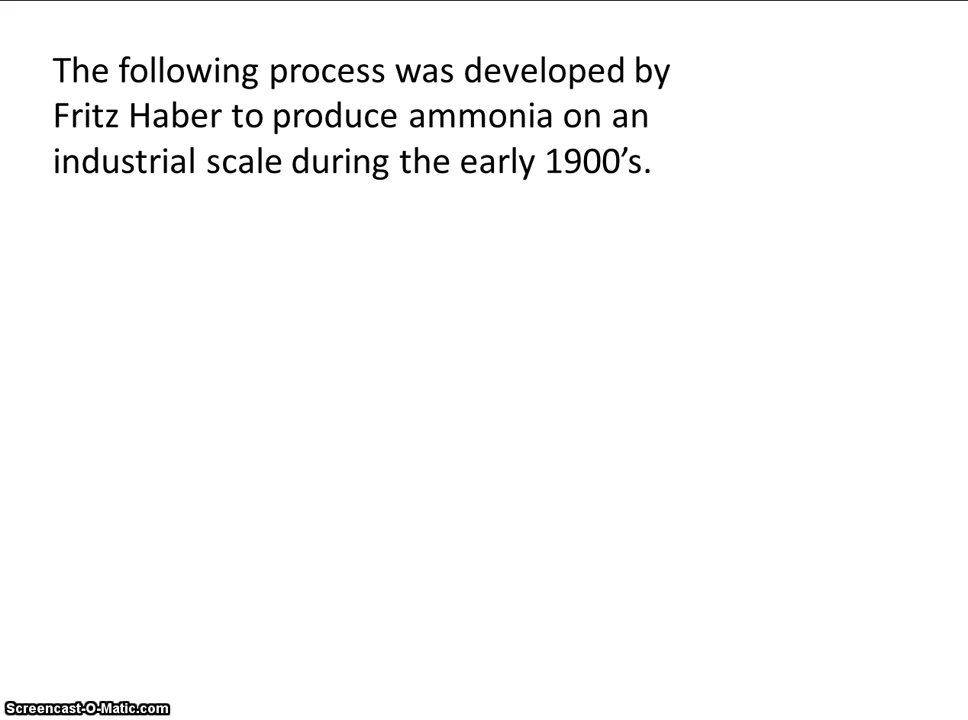 The following process was developed by
Fritz Haber to produce ammonia on an
industrial scale during the early 1900’s.
Screencast-O-Matic.com